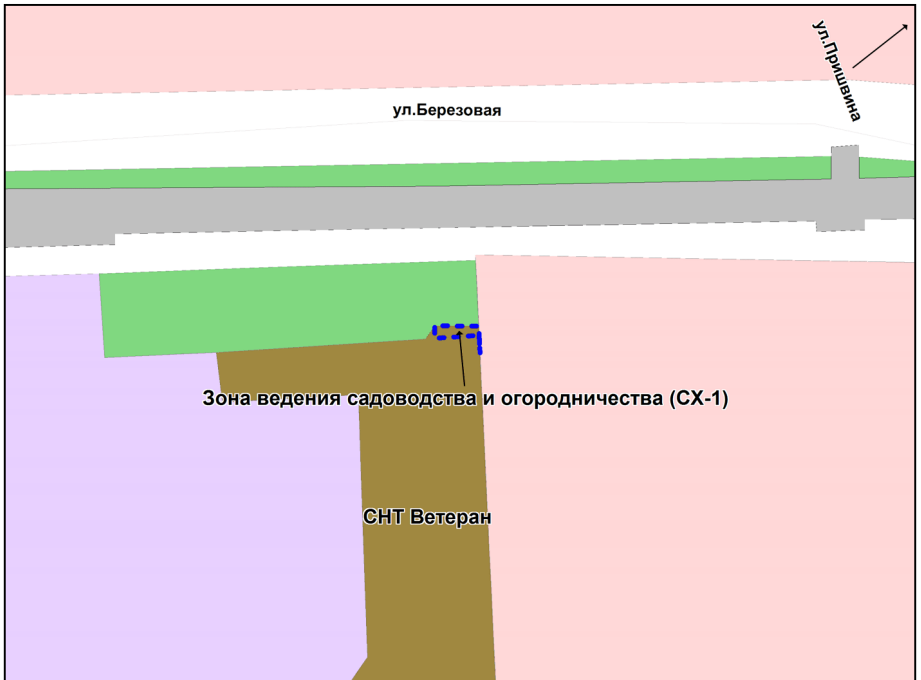 ул.Пришвина
ул.Березовая
Зона ведения садоводства и огородничества (СХ-1)
СНТ Ветеран